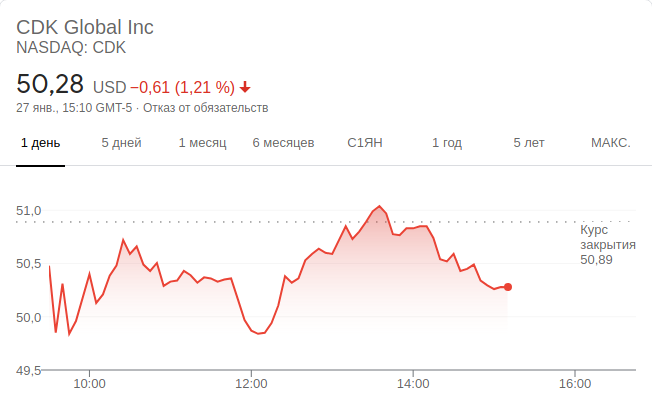 CDK Global Inc
NASDAQ: CDK
50,28 USD −0,61 (1,21 %)
27 янв., 15:10 GMT-5 · Отказ от обязательств
1 день 5 дней 1 месяц 6 месяцев С1ЯН 1 год 5 лет МАКС.
51,0
Курс
закрытия
50,89
50,5
50,0
49,5
10:00 12:00 14:00 16:00